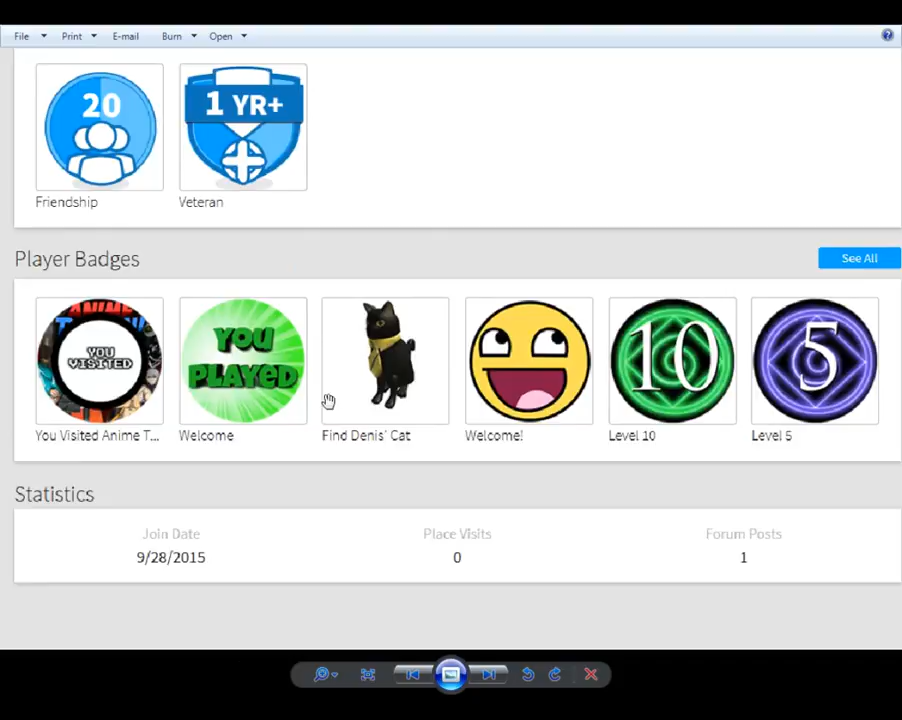 File Print E-mail Burn Open
20
1 YR+
Friendship Veteran
Player Badges See All
YOU VISITED
YOU PLAYED
10 5
You Visited Anime T... Welcome Find Denis' Cat Welcome! Level 10 Level 5
Statistics
Join Date Place Visits Forum Posts
9/28/2015 0 1